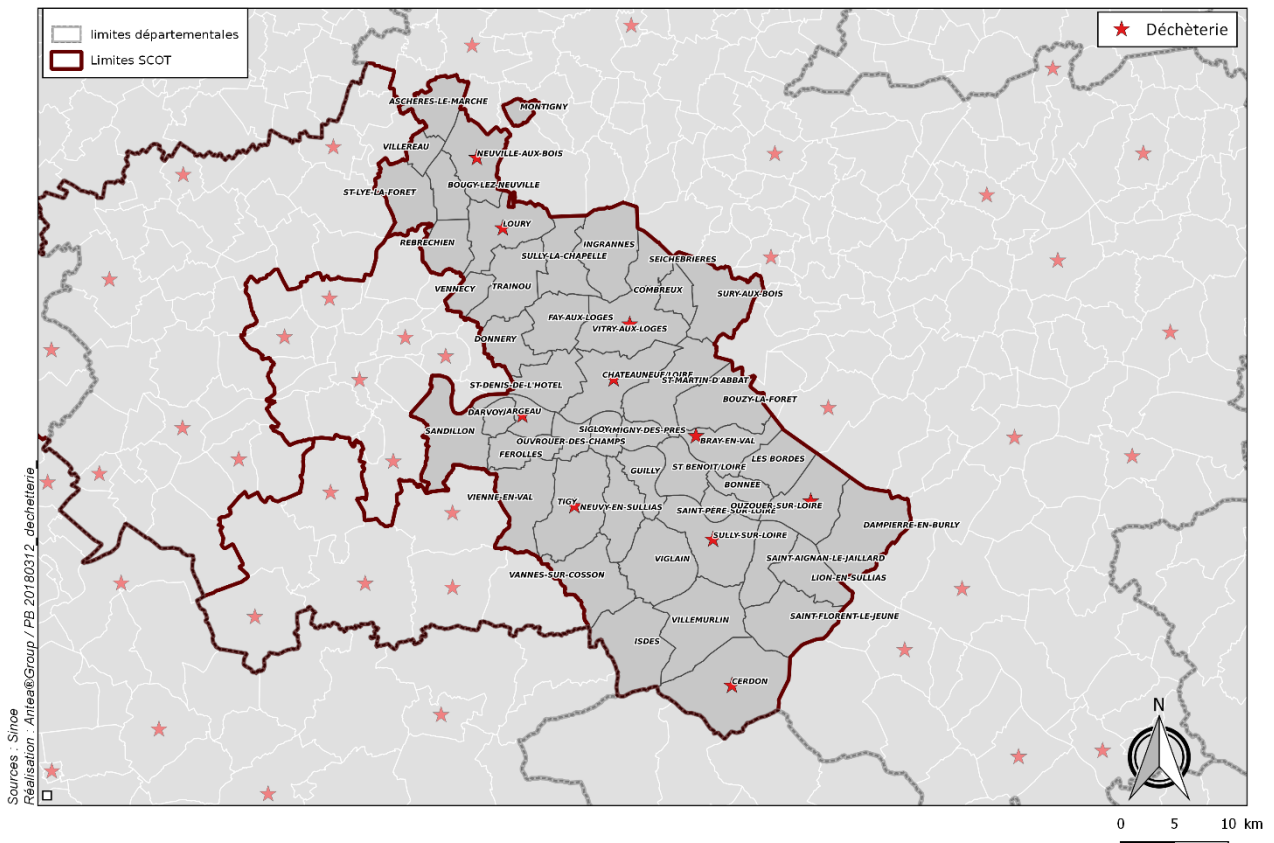 limites départementales
Limites SCOT
Déchèterie
ASCHERES-LE-MARCHE
MONTIGNY
VILLEREAU
NEUVILLE-AUX-BOIS
BOUGY-LEZ-NEUVILLE
ST-LYE-LA-FORET
LOURY
REBRECHIEN
INGRANNES
SULLY-LA-CHAPELLE
SEICHEBRIERES
VENNECY
TRAINOU
COMBREUX
SURY-AUX-BOIS
FAY-AUX-LOGES
VITRY-AUX-LOGES
DONNERY
CHATEAUNEUF/LOIRE
ST-MARTIN-D'ABBAT
ST-DENIS-DE-L'HOTEL
BOUZY-LA-FORET
DARVOY
JARGEAU
SANDILLON
SIGLOY
BRAY-EN-VAL
OUVROUER-DES-CHAMPS
FEROLLES
LES BORDES
GUILLY
ST BENOIT/LOIRE
BONNEE
VIENNE-EN-VAL
TIGY
NEUVY-EN-SULLIAS
SAINT-PERE-SUR-LOIRE
OUZOUER-SUR-LOIRE
DAMPIERRE-EN-BURLY
SULLY-SUR-LOIRE
VIGLAIN
SAINT-AIGNAN-LE-JAILLARD
VANNES-SUR-COSSON
LION-EN-SULLIAS
VILLEMURLIN
SAINT-FLORENT-LE-JEUNE
ISDES
CERDON
Sources : Sinoe
Réalisation : Antea®Group / PB 20180312_dechetterie
N
0 5 10 km